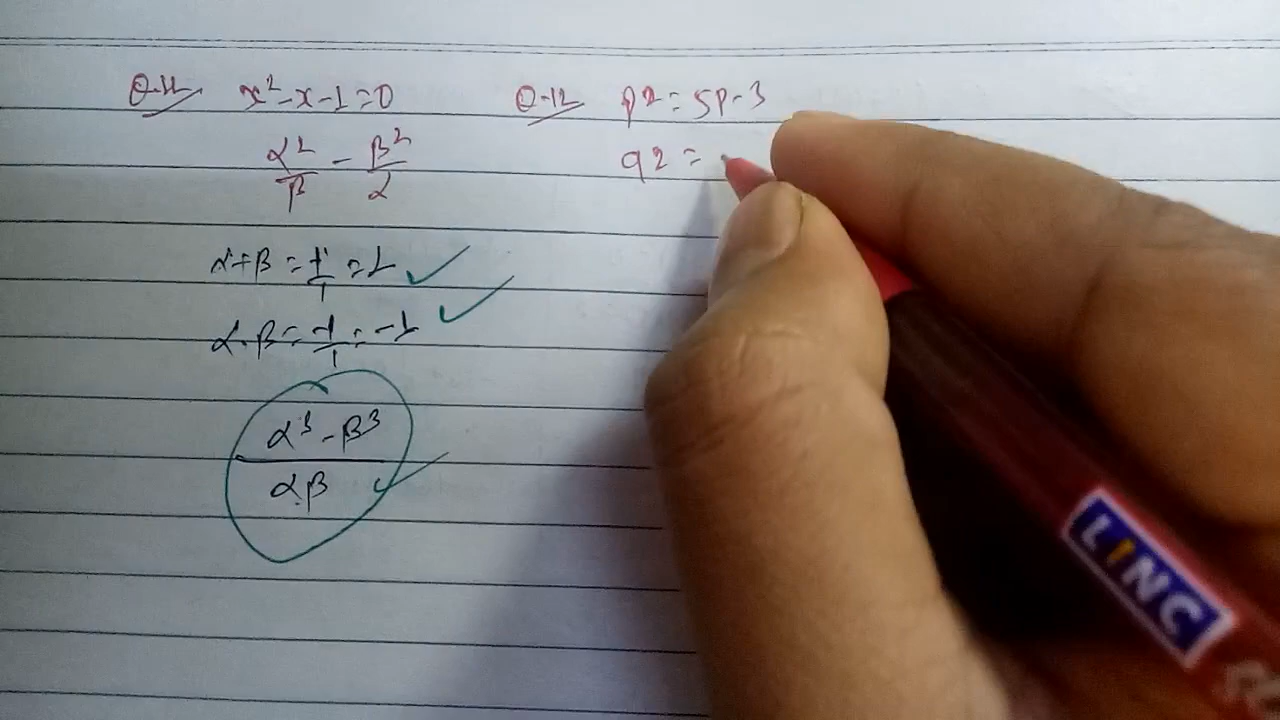 Q-11 x²-x-1=0
α²/β - β²/α
α+β = 1/1 = 1
α.β = -1/1 = -1
α³-β³/αβ
Q-12 p2 = 5p-3
q2 =
LINC